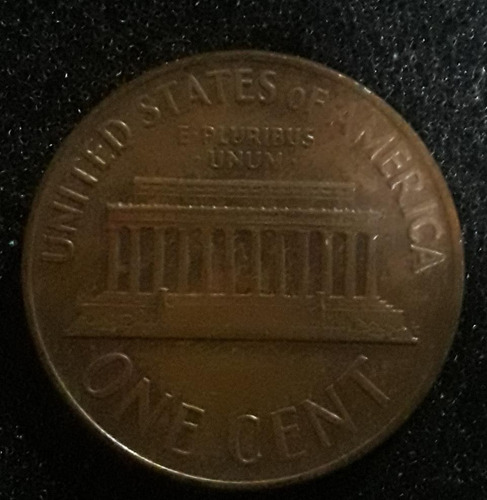 UNITED STATES OF AMERICA
E·PLURIBUS
UNUM
ONE CENT